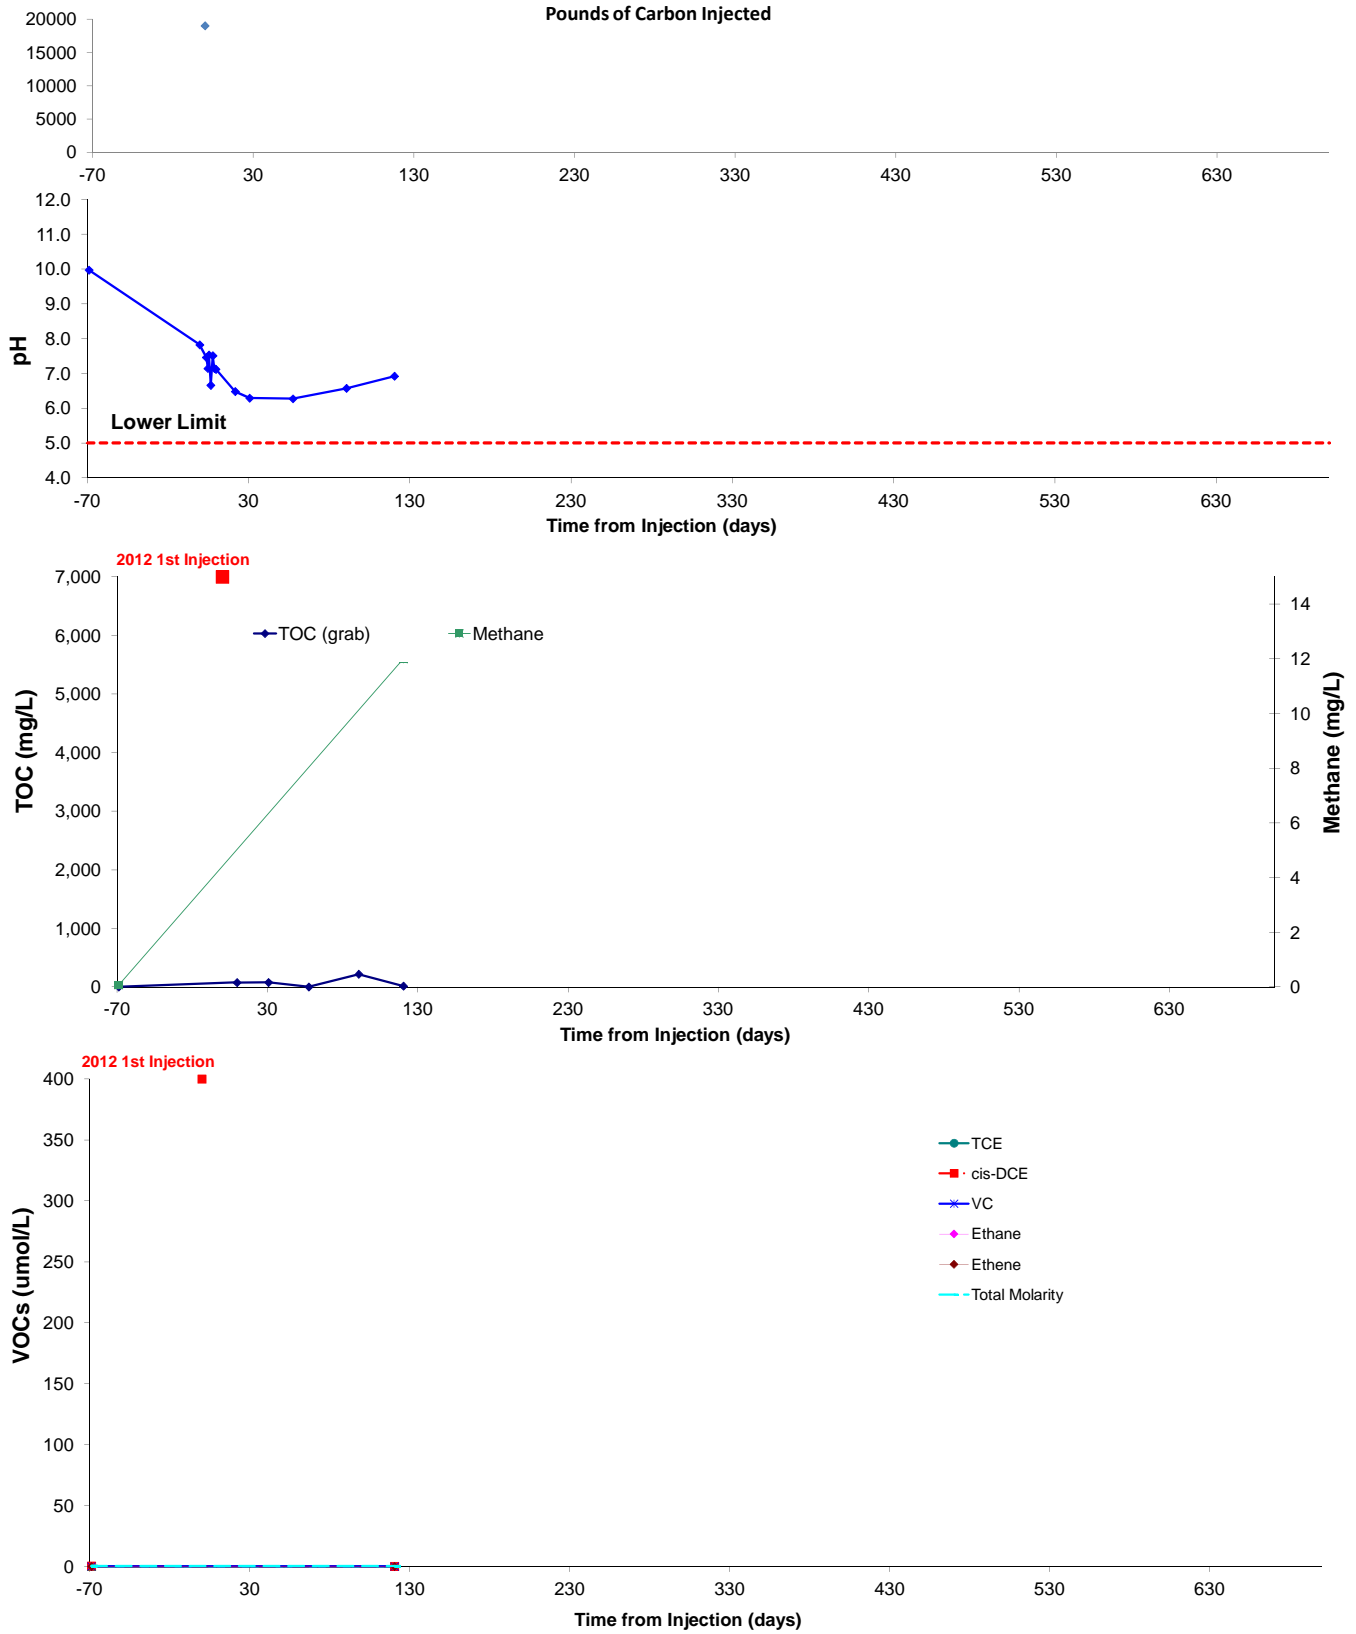 Pounds of Carbon Injected
20000
15000
10000
5000
0
-70 30 130 230 330 430 530 630
12.0
11.0
10.0
9.0
8.0
7.0
6.0
5.0
4.0
pH
Lower Limit
-70 30 130 230 330 430 530 630
Time from Injection (days)
2012 1st Injection
7,000
6,000
5,000
4,000
3,000
2,000
1,000
0
TOC (mg/L)
TOC (grab) Methane
14
12
10
8
6
4
2
0
Methane (mg/L)
-70 30 130 230 330 430 530 630
Time from Injection (days)
2012 1st Injection
400
350
300
250
200
150
100
50
0
VOCs (umol/L)
TCE
cis-DCE
VC
Ethane
Ethene
Total Molarity
-70 30 130 230 330 430 530 630
Time from Injection (days)